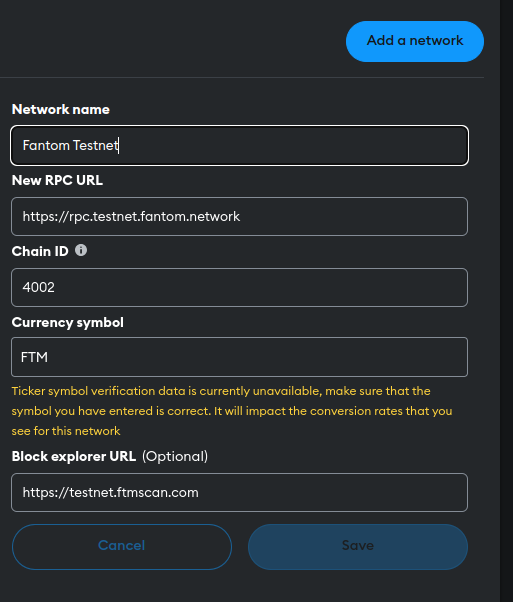 Add a network
Network name
Fantom Testnet
New RPC URL
https://rpc.testnet.fantom.network
Chain ID
4002
Currency symbol
FTM
Ticker symbol verification data is currently unavailable, make sure that the
symbol you have entered is correct. It will impact the conversion rates that you
see for this network
Block explorer URL (Optional)
https://testnet.ftmscan.com
Cancel Save